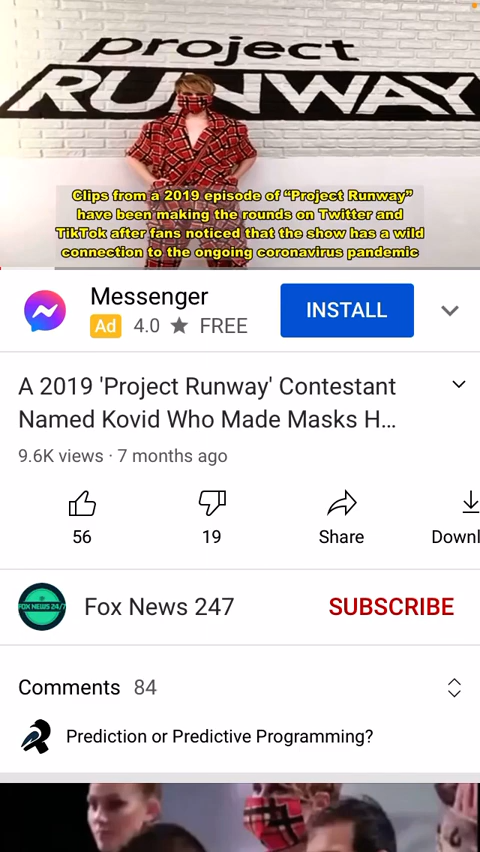 project
RUNWAY
Clips from a 2019 episode of “Project Runway”
have been making the rounds on Twitter and
TikTok after fans noticed that the show has a wild
connection to the ongoing coronavirus pandemic
Messenger
INSTALL
Ad 4.0 ★ FREE
A 2019 'Project Runway' Contestant
Named Kovid Who Made Masks H...
9.6K views · 7 months ago
56 19 Share Downl
FOX NEWS 24/7
Fox News 247 SUBSCRIBE
Comments 84
Prediction or Predictive Programming?